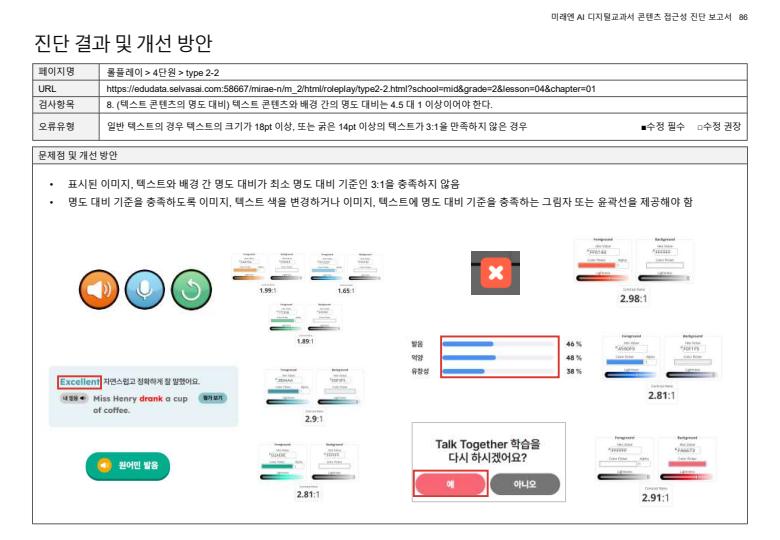 미래엔 AI 디지털교과서 콘텐츠 접근성 진단 보고서 86
진단 결과 및 개선 방안
페이지명 롤플레이 > 4단원 > type 2-2
URL https://edudata.selvasai.com:58667/mirae-n/m_2/html/roleplay/type2-2.html?school=mid&grade=2&lesson=04&chapter=01
검사항목 8. (텍스트 콘텐츠의 명도 대비) 텍스트 콘텐츠와 배경 간의 명도 대비는 4.5 대 1 이상이어야 한다.
오류유형 일반 텍스트의 경우 텍스트의 크기가 18pt 이상, 또는 굵은 14pt 이상의 텍스트가 3:1을 만족하지 않은 경우 ■수정 필수 □수정 권장
문제점 및 개선 방안
• 표시된 이미지, 텍스트와 배경 간 명도 대비가 최소 명도 대비 기준인 3:1을 충족하지 않음
• 명도 대비 기준을 충족하도록 이미지, 텍스트 색을 변경하거나 이미지, 텍스트에 명도 대비 기준을 충족하는 그림자 또는 윤곽선을 제공해야 함
1.99:1 1.65:1
1.89:1
Foreground Background
2.98:1
발음 46 %
억양 48 %
유창성 38 %
Foreground Background
2.81:1
Excellent 자연스럽고 정확하게 잘 말했어요.
내 발음 Miss Henry drank a cup 평가 보기
of coffee.
Foreground Background
2.9:1
원어민 발음
Foreground Background
2.81:1
Talk Together 학습을
다시 하시겠어요?
예 아니오
Foreground Background
2.91:1